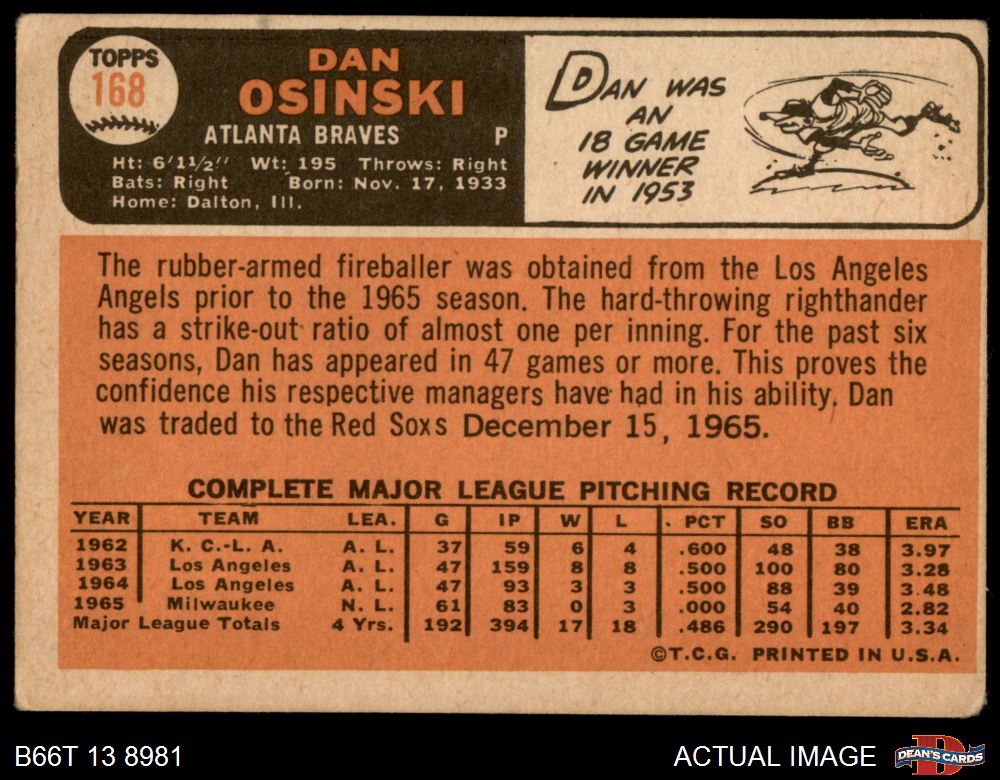 TOPPS
168
DAN
OSINSKI
ATLANTA BRAVES P
Ht: 6'11/2" Wt: 195 Throws: Right
Bats: Right Born: Nov. 17, 1933
Home: Dalton, Ill.
DAN WAS
AN
18 GAME
WINNER
IN 1953
The rubber-armed fireballer was obtained from the Los Angeles
Angels prior to the 1965 season. The hard-throwing righthander
has a strike-out ratio of almost one per inning. For the past six
seasons, Dan has appeared in 47 games or more. This proves the
confidence his respective managers have had in his ability. Dan
was traded to the Red Soxs December 15, 1965.
COMPLETE MAJOR LEAGUE PITCHING RECORD
YEAR TEAM LEA. G IP W L PCT SO BB ERA
1962 K. C.-L. A. A. L. 37 59 6 4 .600 48 38 3.97
1963 Los Angeles A. L. 47 159 8 8 .500 100 80 3.28
1964 Los Angeles A. L. 47 93 3 3 .500 88 39 3.48
1965 Milwaukee N. L. 61 83 0 3 .000 54 40 2.82
Major League Totals 4 Yrs. 192 394 17 18 .486 290 197 3.34
©T.C.G. PRINTED IN U.S.A.
B66T 13 8981 ACTUAL IMAGE DEAN'S CARDS